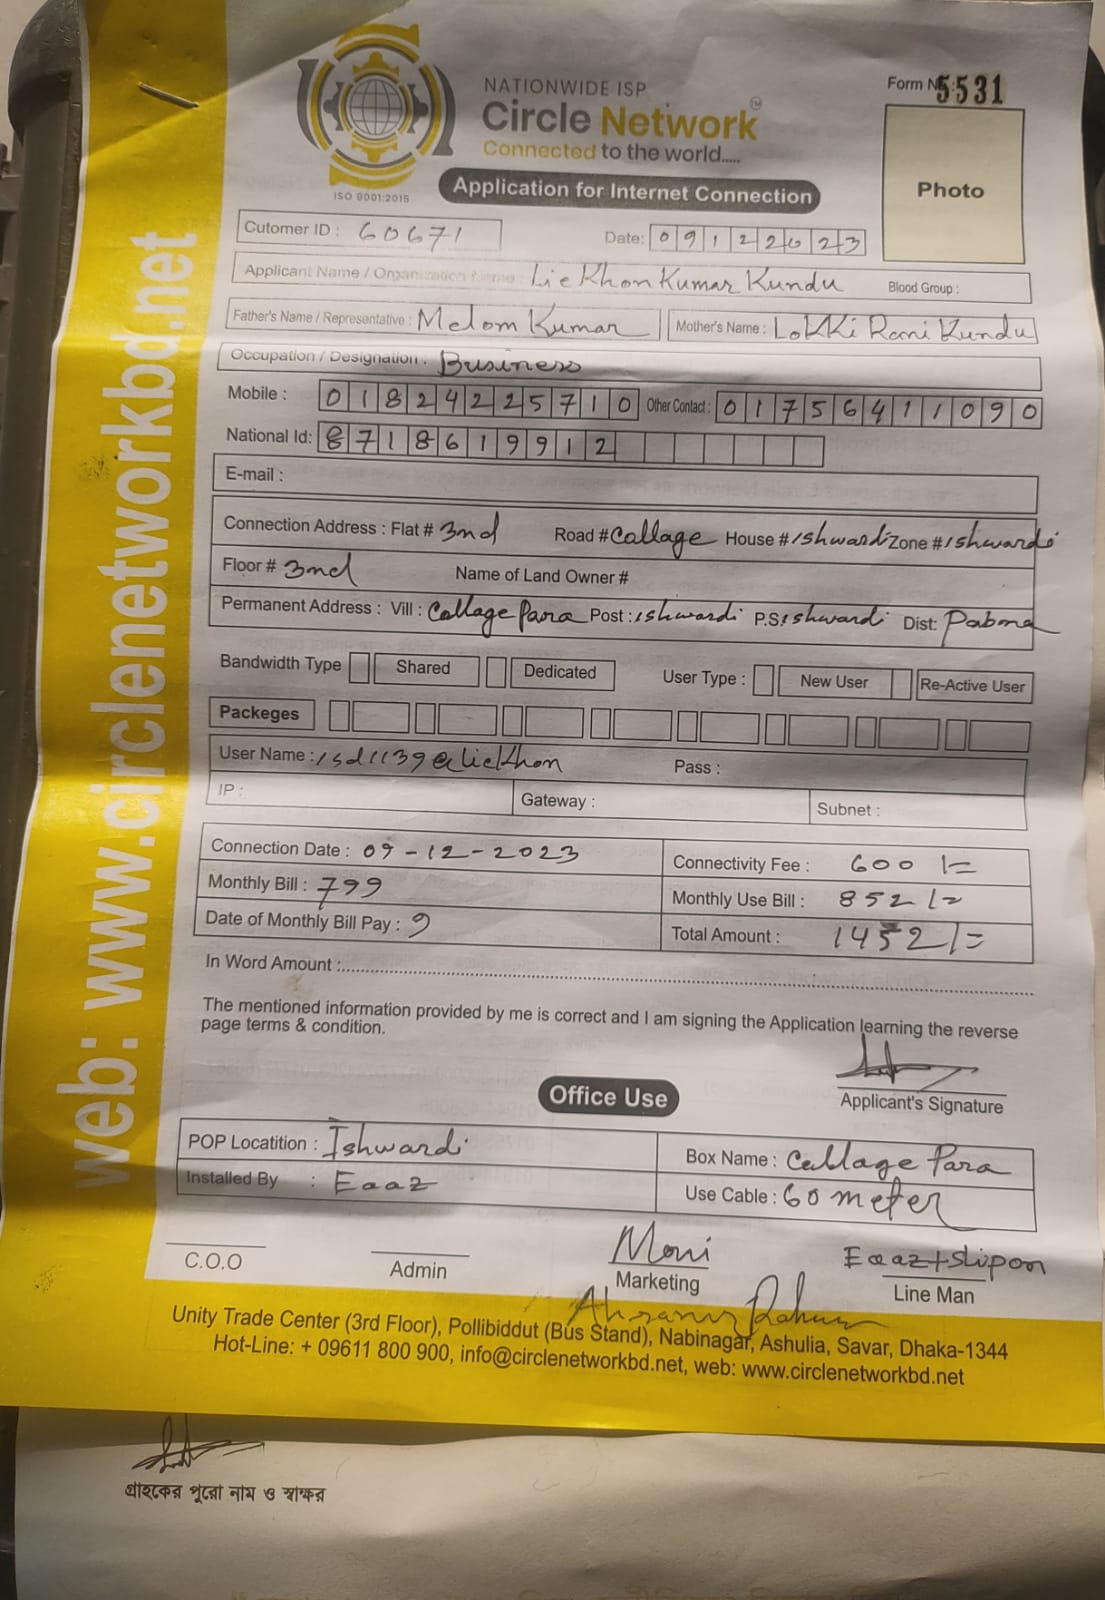 NATIONWIDE ISP
Circle Network TM
Connected to the world.....
ISO 9001:2015
Form N 5531
Photo
Application for Internet Connection
Cutomer ID : 60671
Date: 09122023
Applicant Name / Organization Name : LieKhon Kumar Kundu Blood Group :
Father's Name / Representative : Melom Kumar Mother's Name : Lokki Rani Kundu
Occupation / Designation : Business
Mobile : 01824225710 Other Contact : 01756411090
National Id: 8718619912
E-mail :
Connection Address : Flat # 3nd Road # Callage House # ishwardi Zone # ishwardi
Floor # 3nd Name of Land Owner #
Permanent Address : Vill : Callage Para Post : ishwardi P.S: ishwardi Dist: Pabna
Bandwidth Type Shared Dedicated User Type : New User Re-Active User
Packeges
User Name : isd1139@liekhon Pass :
IP : Gateway : Subnet :
Connection Date : 09-12-2023 Connectivity Fee : 600/=
Monthly Bill : 799 Monthly Use Bill : 852/=
Date of Monthly Bill Pay : 9 Total Amount : 1452/=
In Word Amount :
The mentioned information provided by me is correct and I am signing the Application learning the reverse
page terms & condition.
Applicant's Signature
Office Use
POP Locatition : Ishwardi Box Name : Callage Para
Installed By : Eaaz Use Cable : 60 meter
C.O.O Admin Moni Marketing Eaaz+Slipon Line Man
Unity Trade Center (3rd Floor), Pollibiddut (Bus Stand), Nabinagar, Ashulia, Savar, Dhaka-1344
Hot-Line: + 09611 800 900, info@circlenetworkbd.net, web: www.circlenetworkbd.net
web: www.circlenetworkbd.net
গ্রাহকের পুরো নাম ও স্বাক্ষর